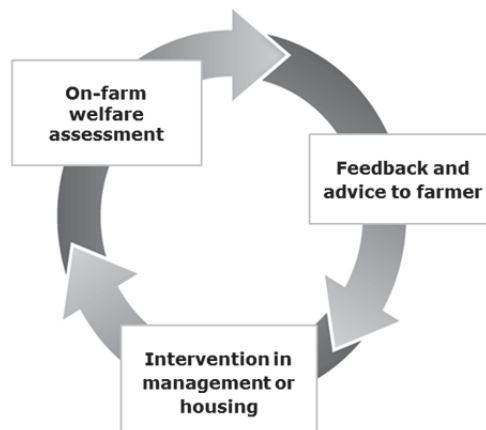 On-farm
welfare
assessment
Feedback and
advice to farmer
Intervention in
management or
housing